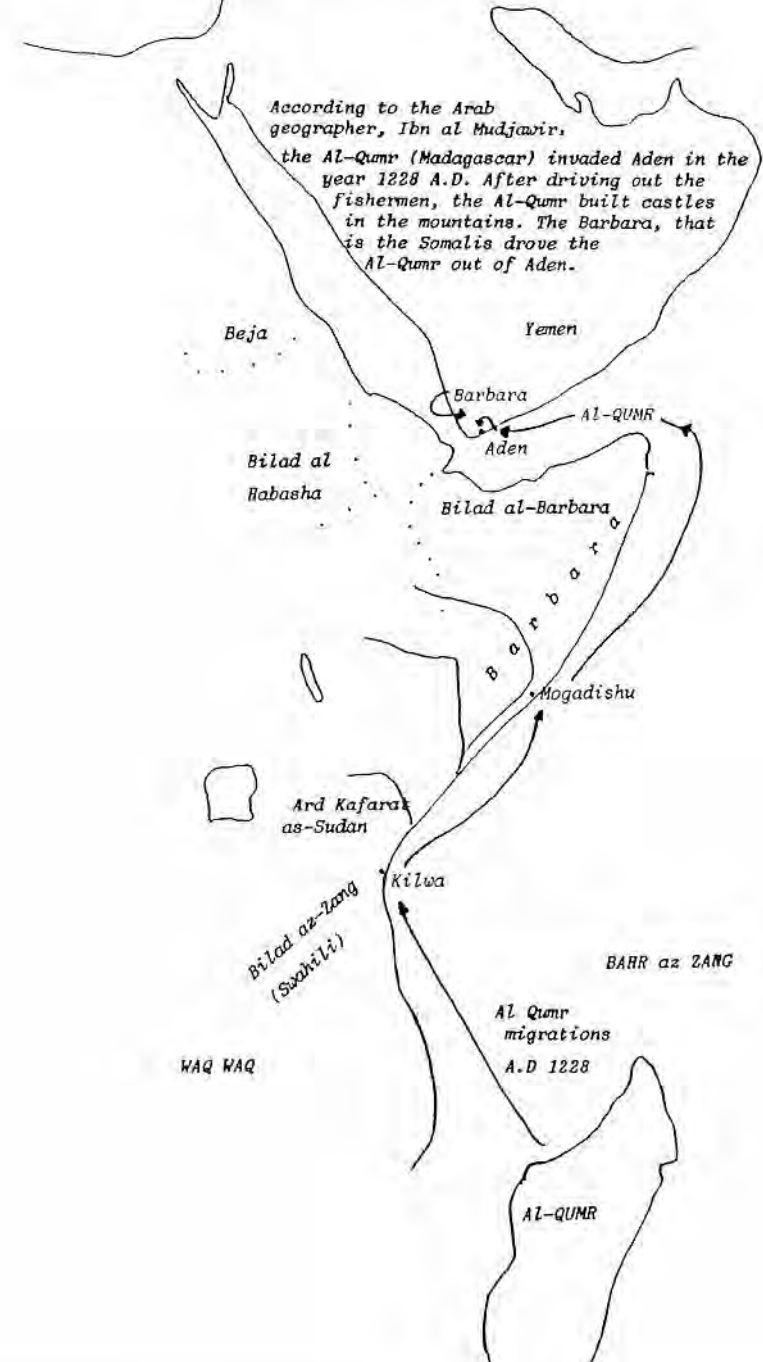 According to the Arab
geographer, Ibn al Mudjawir,
the Al-Qumr (Madagascar) invaded Aden in the
year 1228 A.D. After driving out the
fishermen, the Al-Qumr built castles
in the mountains. The Barbara, that
is the Somalis drove the
Al-Qumr out of Aden.
Beja
Yemen
Barbara
Al-QUMR
Aden
Bilad al
Habasha
Bilad al-Barbara
Barbara
Mogadishu
Ard Kafarat
as-Sudan
Kilwa
Bilad az-Zang
(Swahili)
BAHR az ZANG
Al Qumr
migrations
A.D 1228
WAQ WAQ
Al-QUMR